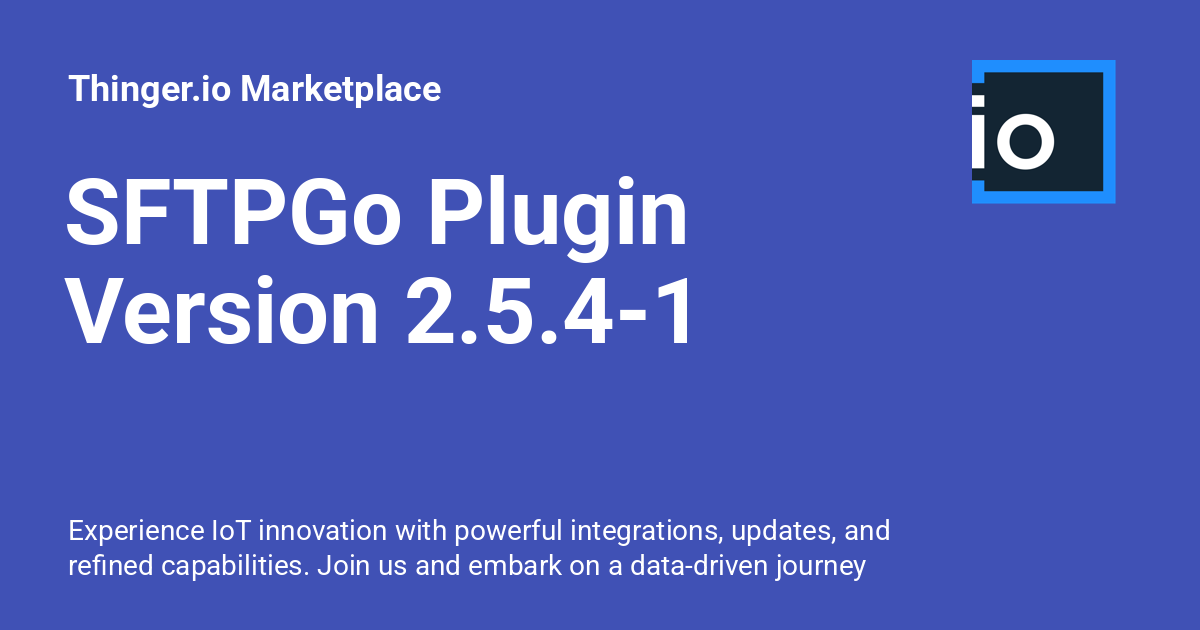 Thinger.io Marketplace
io
SFTPGo Plugin
Version 2.5.4-1
Experience IoT innovation with powerful integrations, updates, and
refined capabilities. Join us and embark on a data-driven journey